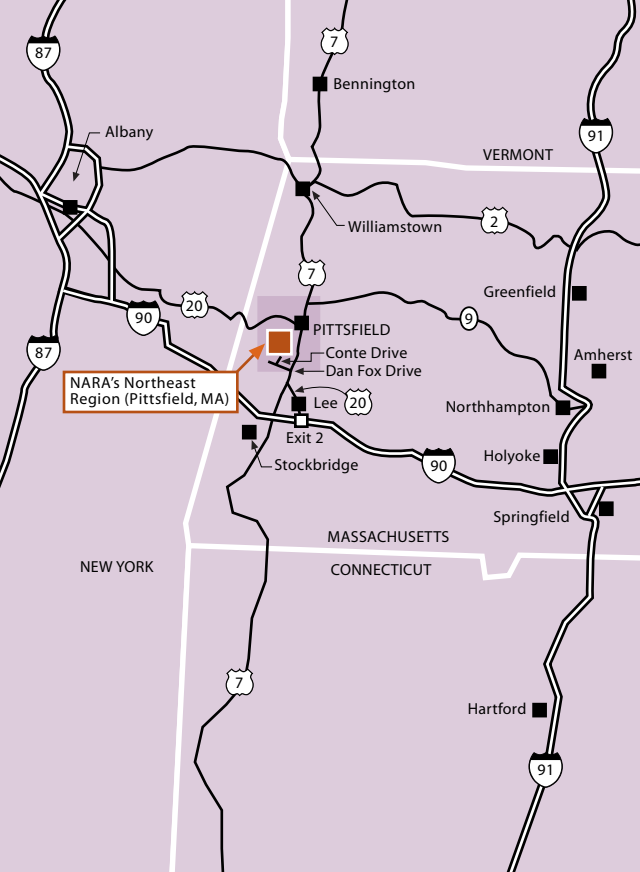 7
87
Bennington
91
Albany
VERMONT
Williamstown
2
7
Greenfield
20
90
9
PITTSFIELD
87
Conte Drive
Amherst
Dan Fox Drive
NARA's Northeast
Region (Pittsfield, MA)
Lee
20
Northhampton
Exit 2
Holyoke
Stockbridge
90
Springfield
MASSACHUSETTS
NEW YORK
CONNECTICUT
7
Hartford
91